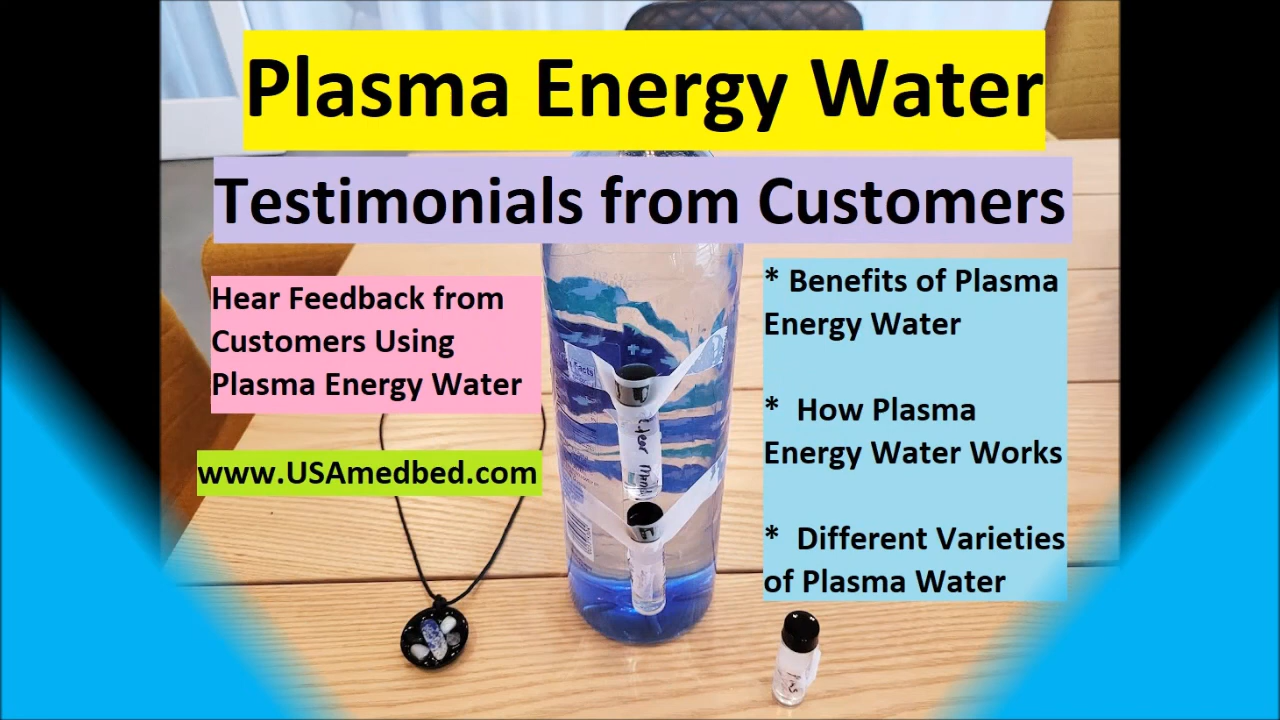 Plasma Energy Water
Testimonials from Customers
Hear Feedback from
Customers Using
Plasma Energy Water
www.USAmedbed.com
* Benefits of Plasma
Energy Water
* How Plasma
Energy Water Works
* Different Varieties
of Plasma Water